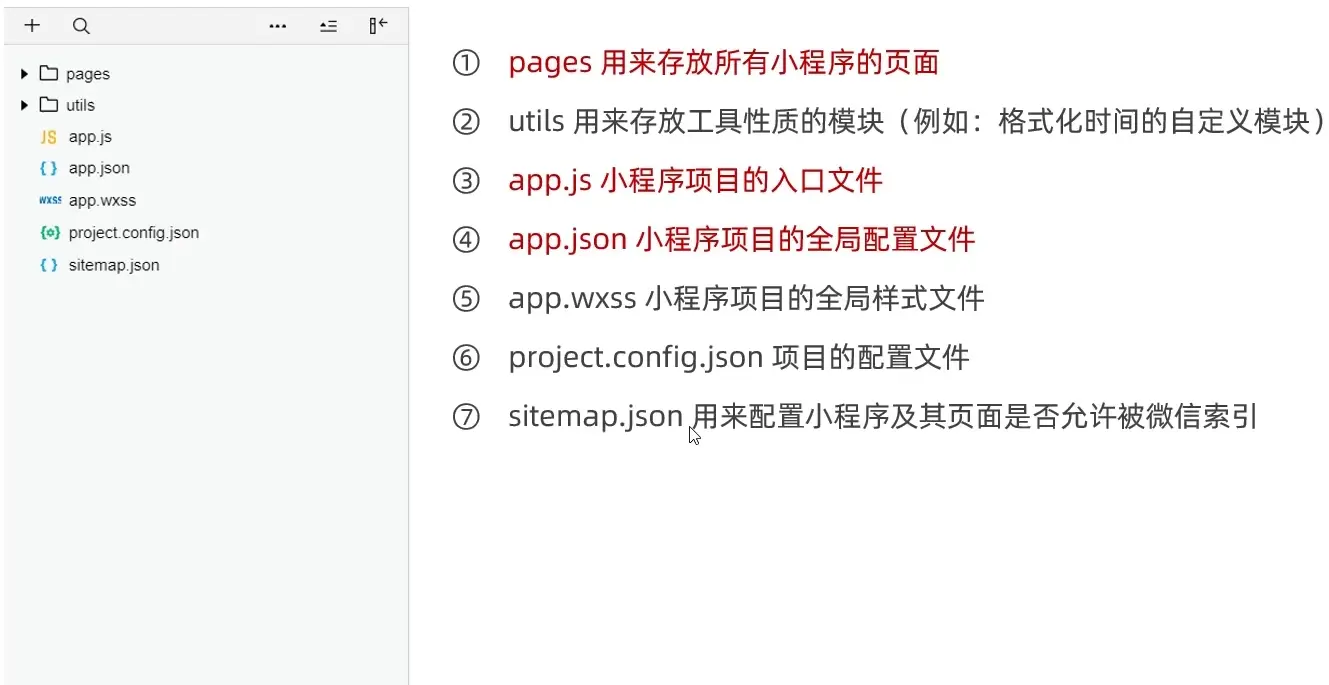 pages
utils
JS app.js
{ } app.json
WXSS app.wxss
{⚙} project.config.json
{ } sitemap.json
① pages 用来存放所有小程序的页面
② utils 用来存放工具性质的模块（例如：格式化时间的自定义模块）
③ app.js 小程序项目的入口文件
④ app.json 小程序项目的全局配置文件
⑤ app.wxss 小程序项目的全局样式文件
⑥ project.config.json 项目的配置文件
⑦ sitemap.json 用来配置小程序及其页面是否允许被微信索引